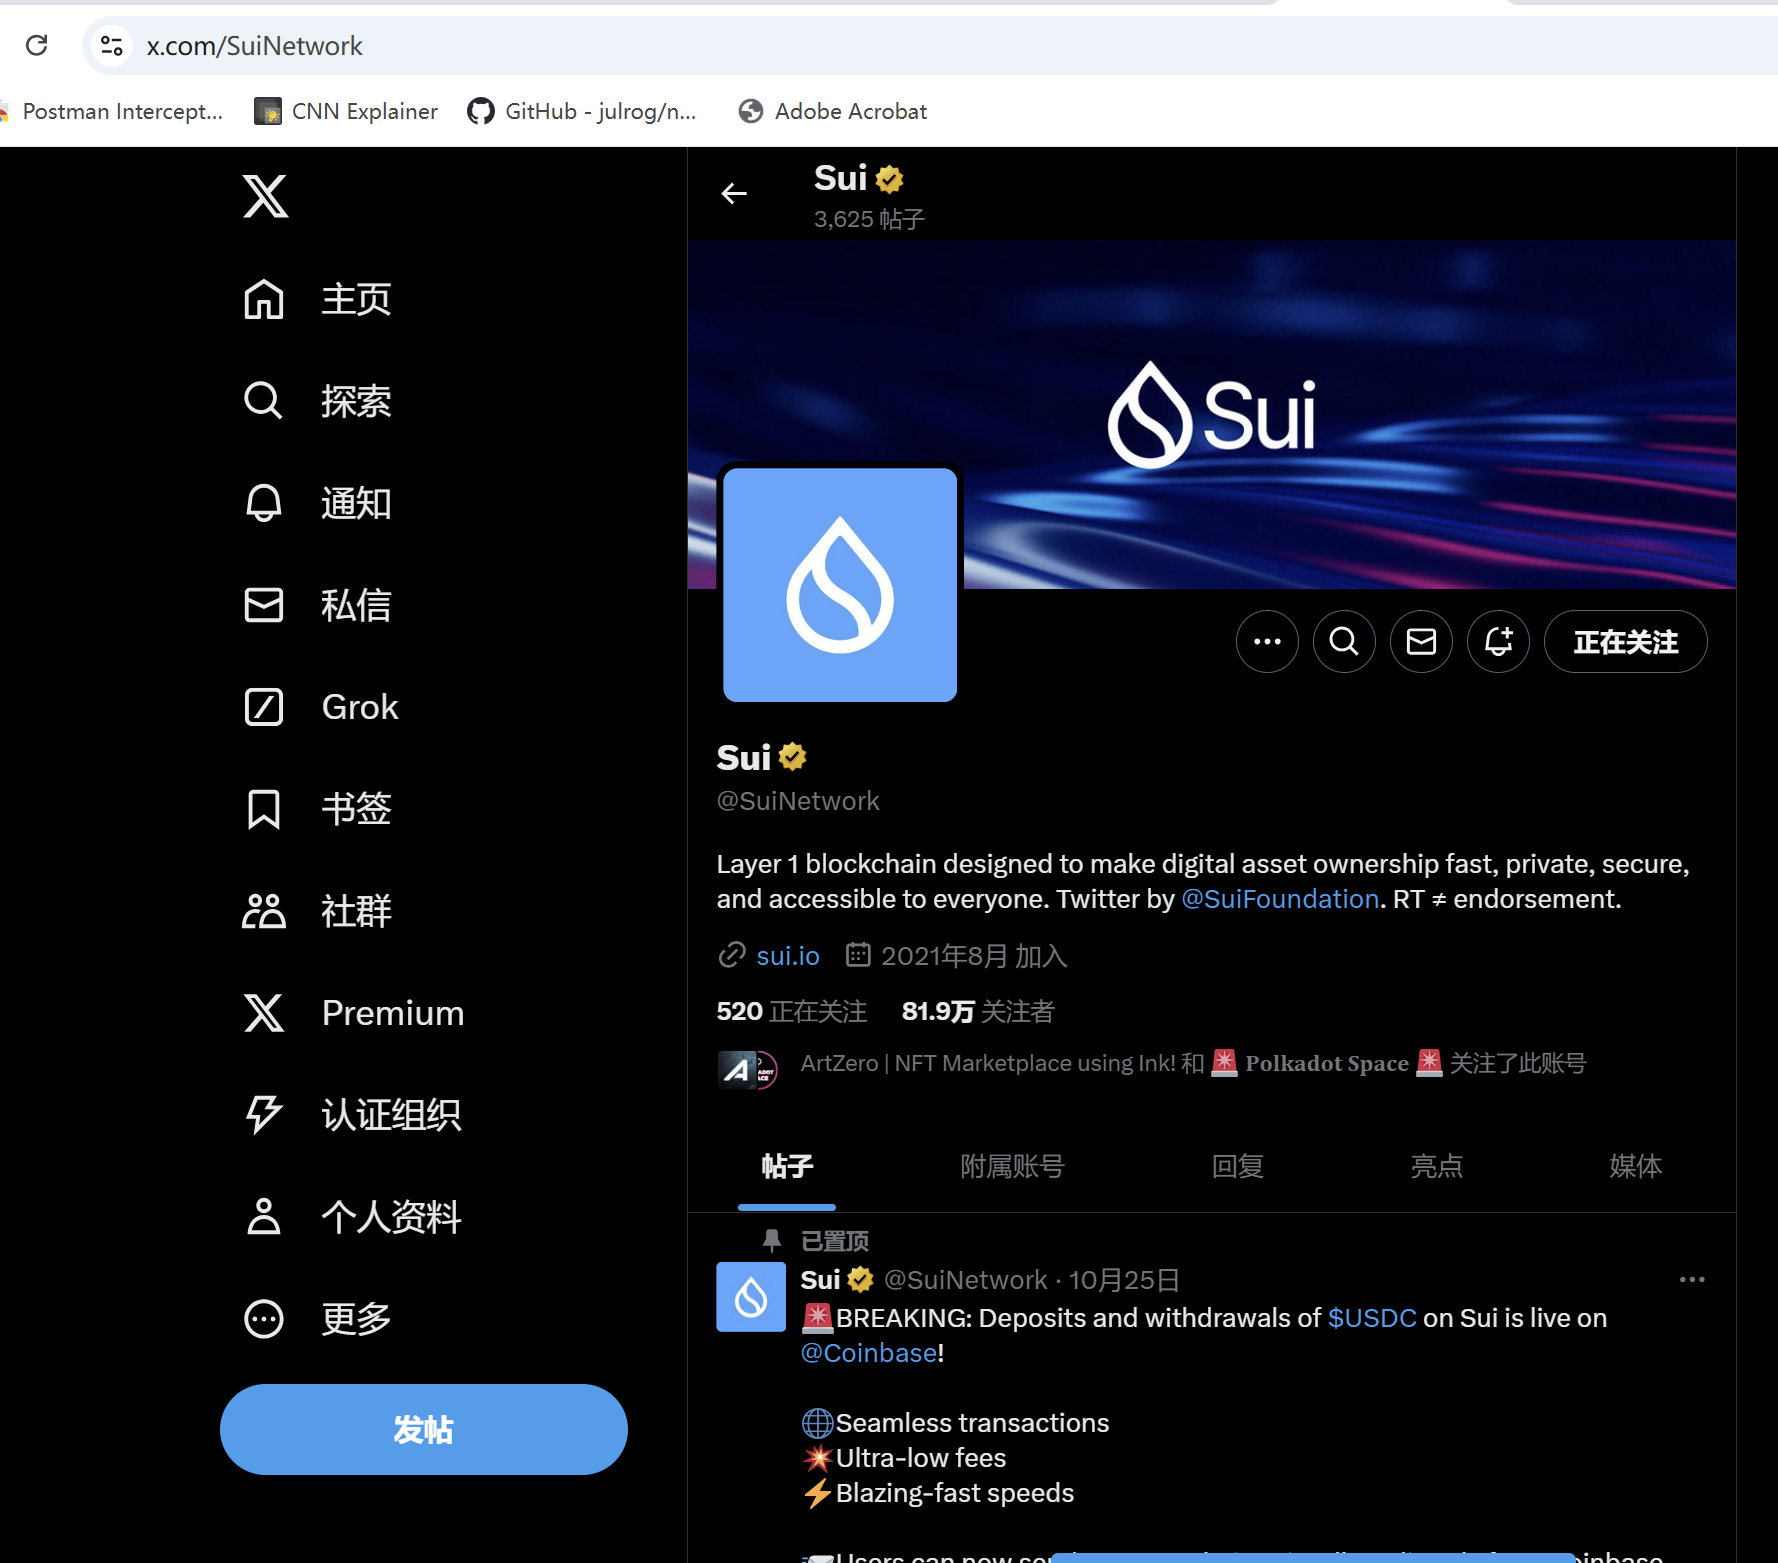 x.com/SuiNetwork
Postman Intercept...
CNN Explainer
GitHub - julrog/n...
Adobe Acrobat
Sui
3,625 帖子
主页
探索
通知
私信
Grok
书签
社群
Premium
认证组织
个人资料
更多
发帖
Sui
正在关注
Sui
@SuiNetwork
Layer 1 blockchain designed to make digital asset ownership fast, private, secure,
and accessible to everyone. Twitter by @SuiFoundation. RT ≠ endorsement.
sui.io 2021年8月 加入
520 正在关注 81.9万 关注者
ArtZero | NFT Marketplace using Ink! 和 🚨 Polkadot Space 🚨 关注了此账号
帖子 附属账号 回复 亮点 媒体
已置顶
Sui @SuiNetwork · 10月25日
🚨BREAKING: Deposits and withdrawals of $USDC on Sui is live on
@Coinbase!
🌐Seamless transactions
💥Ultra-low fees
⚡Blazing-fast speeds
Users can now